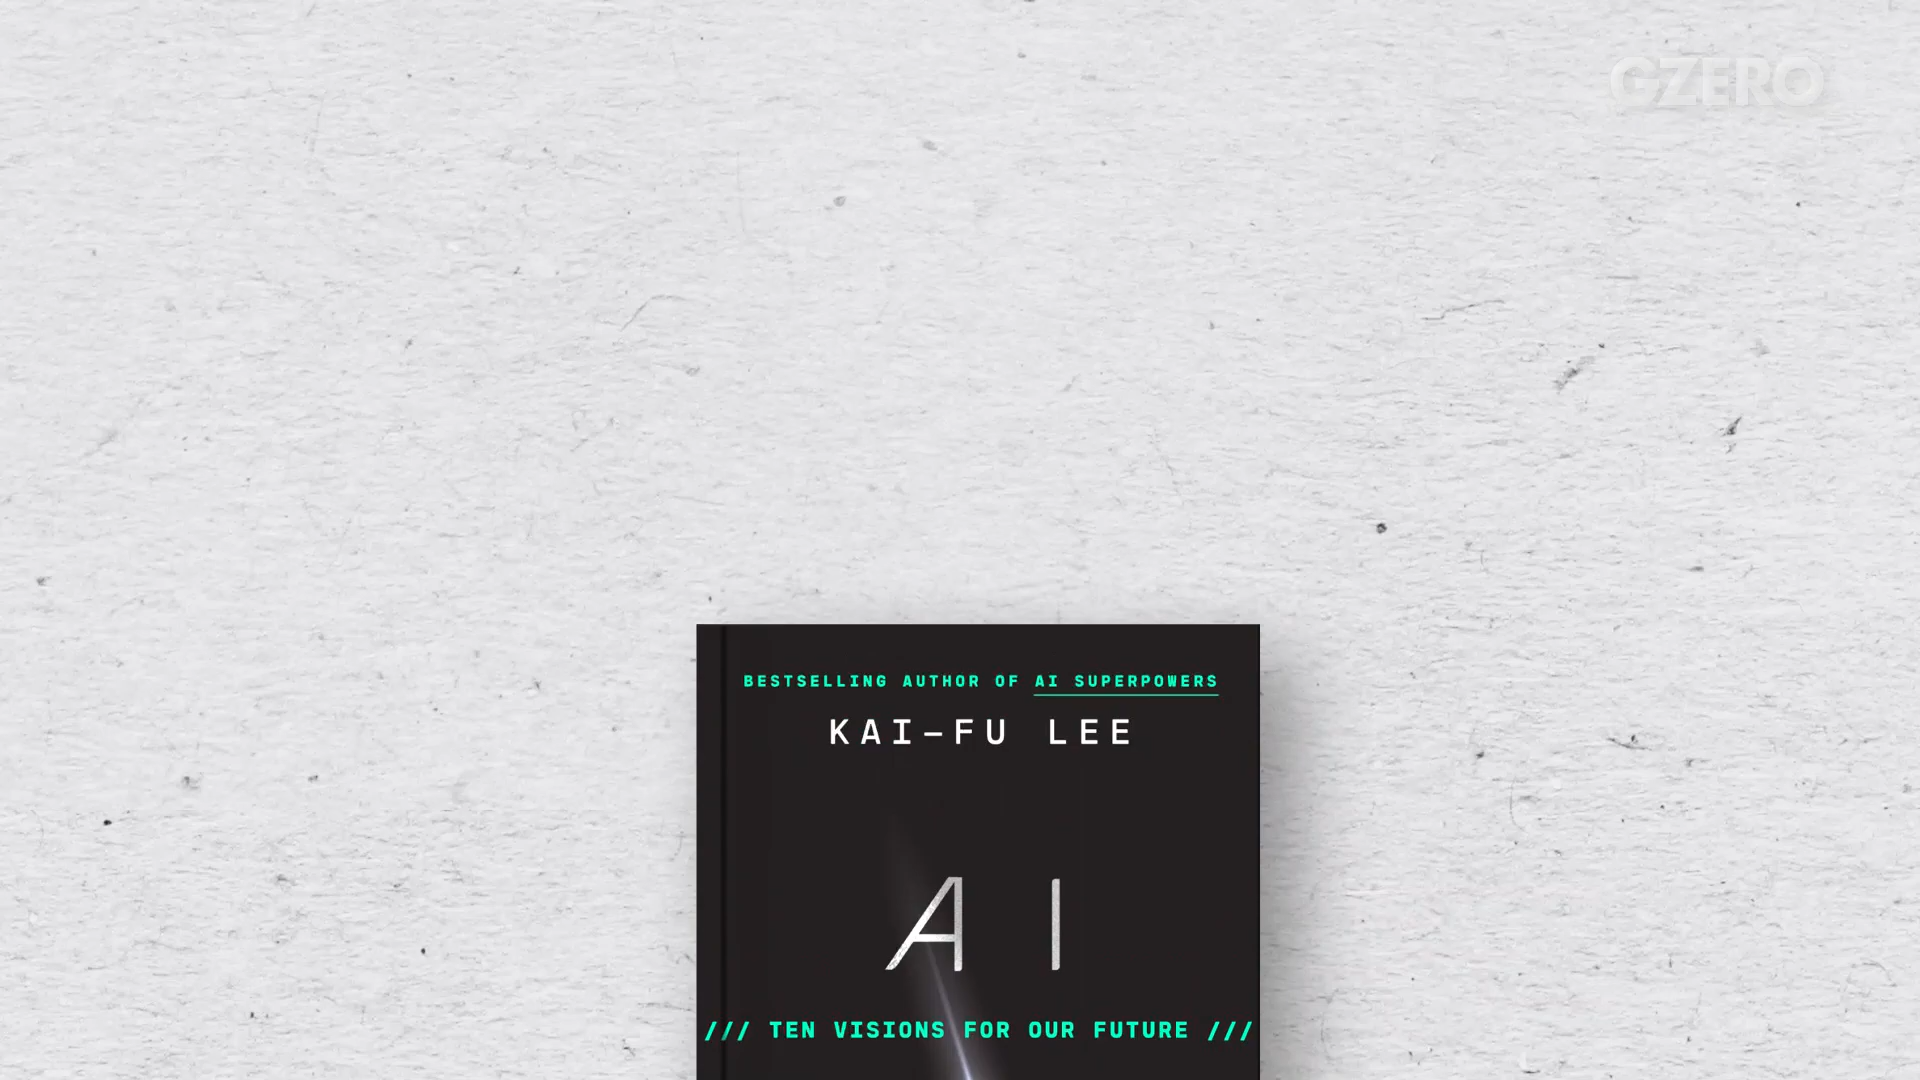 GZERO
BESTSELLING AUTHOR OF AI SUPERPOWERS
KAI-FU LEE
AI
/// TEN VISIONS FOR OUR FUTURE ///